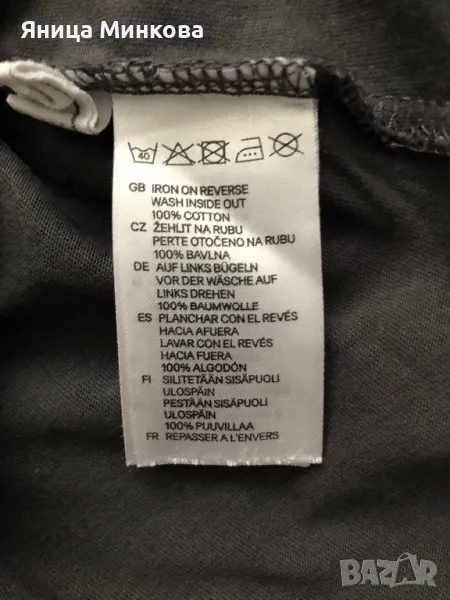 Яница Минкова
40
GB IRON ON REVERSE
WASH INSIDE OUT
100% COTTON
CZ ŽEHLIT NA RUBU
PERTE OTOČENO NA RUBU
100% BAVLNA
DE AUF LINKS BÜGELN
VOR DER WÄSCHE AUF
LINKS DREHEN
100% BAUMWOLLE
ES PLANCHAR CON EL REVÉS
HACIA AFUERA
LAVAR CON EL REVÉS
HACIA FUERA
100% ALGODÓN
FI SILITETÄÄN SISÄPUOLI
ULOSPÄIN
PESTÄÄN SISÄPUOLI
ULOSPÄIN
100% PUUVILLAA
FR REPASSER A L'ENVERS
BAZAR